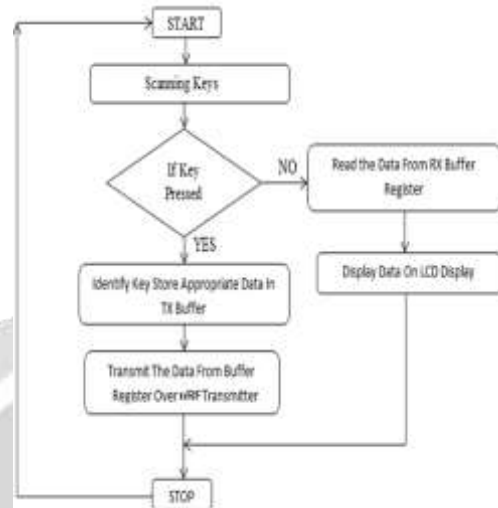 START
Scanning Keys
If Key
Pressed
NO
Read the Data From RX Buffer
Register
YES
Identify Key Store Appropriate Data In
TX Buffer
Display Data On LCD Display
Transmit The Data From Buffer
Register Over Transmitter
STOP